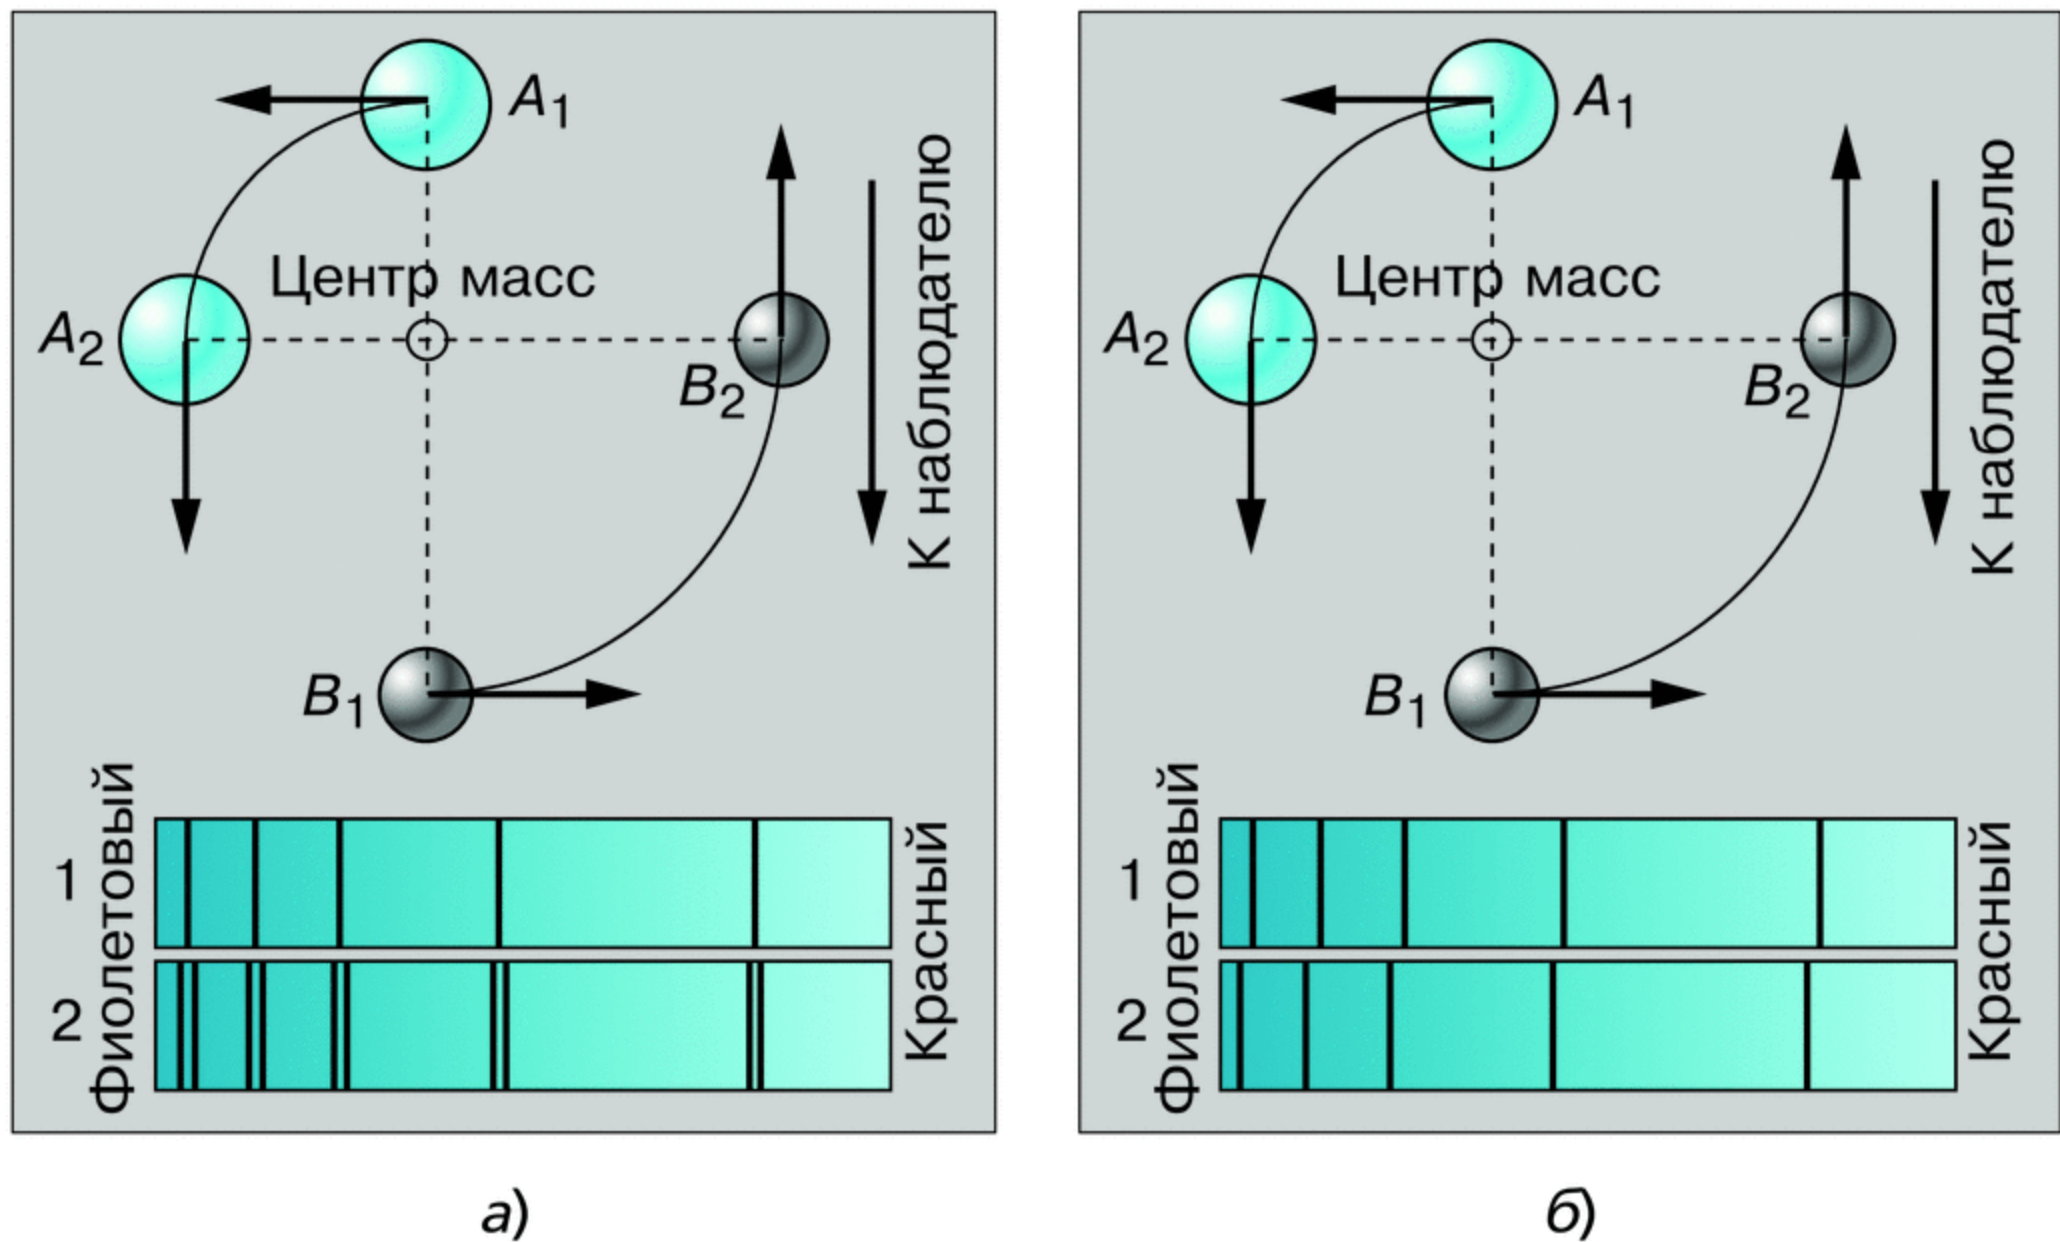 A1
Центр масс
A2
B2
К наблюдателю
B1
1
2
Фиолетовый
Красный
а)
A1
Центр масс
A2
B2
К наблюдателю
B1
1
2
Фиолетовый
Красный
б)